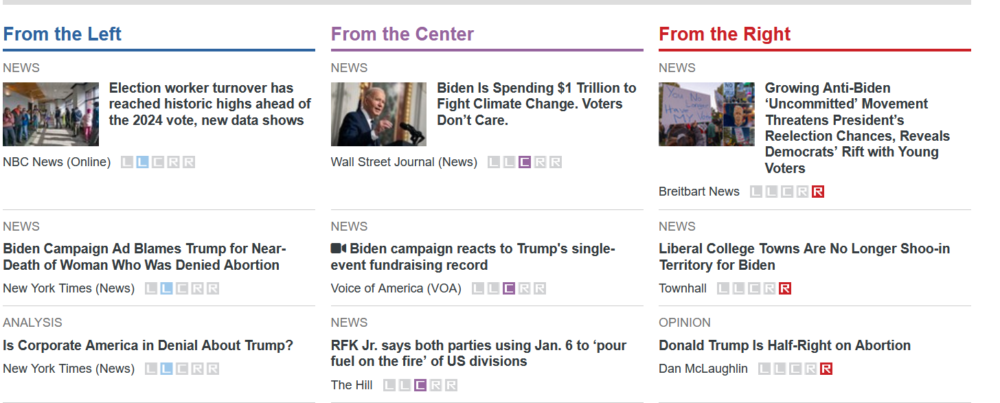 From the Left
NEWS
Election worker turnover has
reached historic highs ahead of
the 2024 vote, new data shows
NBC News (Online) L L C R R
NEWS
Biden Campaign Ad Blames Trump for Near-
Death of Woman Who Was Denied Abortion
New York Times (News) L L C R R
ANALYSIS
Is Corporate America in Denial About Trump?
New York Times (News) L L C R R
From the Center
NEWS
Biden Is Spending $1 Trillion to
Fight Climate Change. Voters
Don’t Care.
Wall Street Journal (News) L L C R R
NEWS
Biden campaign reacts to Trump's single-
event fundraising record
Voice of America (VOA) L L C R R
NEWS
RFK Jr. says both parties using Jan. 6 to ‘pour
fuel on the fire’ of US divisions
The Hill L L C R R
From the Right
NEWS
You No
Longer
Have
My Vote
Growing Anti-Biden
‘Uncommitted’ Movement
Threatens President’s
Reelection Chances, Reveals
Democrats’ Rift with Young
Voters
Breitbart News L L C R R
NEWS
Liberal College Towns Are No Longer Shoo-in
Territory for Biden
Townhall L L C R R
OPINION
Donald Trump Is Half-Right on Abortion
Dan McLaughlin L L C R R